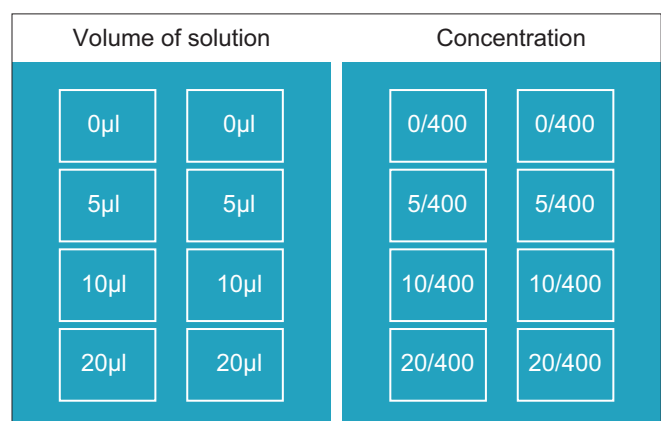 Volume of solution
Concentration
0µl 0µl
0/400 0/400
5µl 5µl
5/400 5/400
10µl 10µl
10/400 10/400
20µl 20µl
20/400 20/400